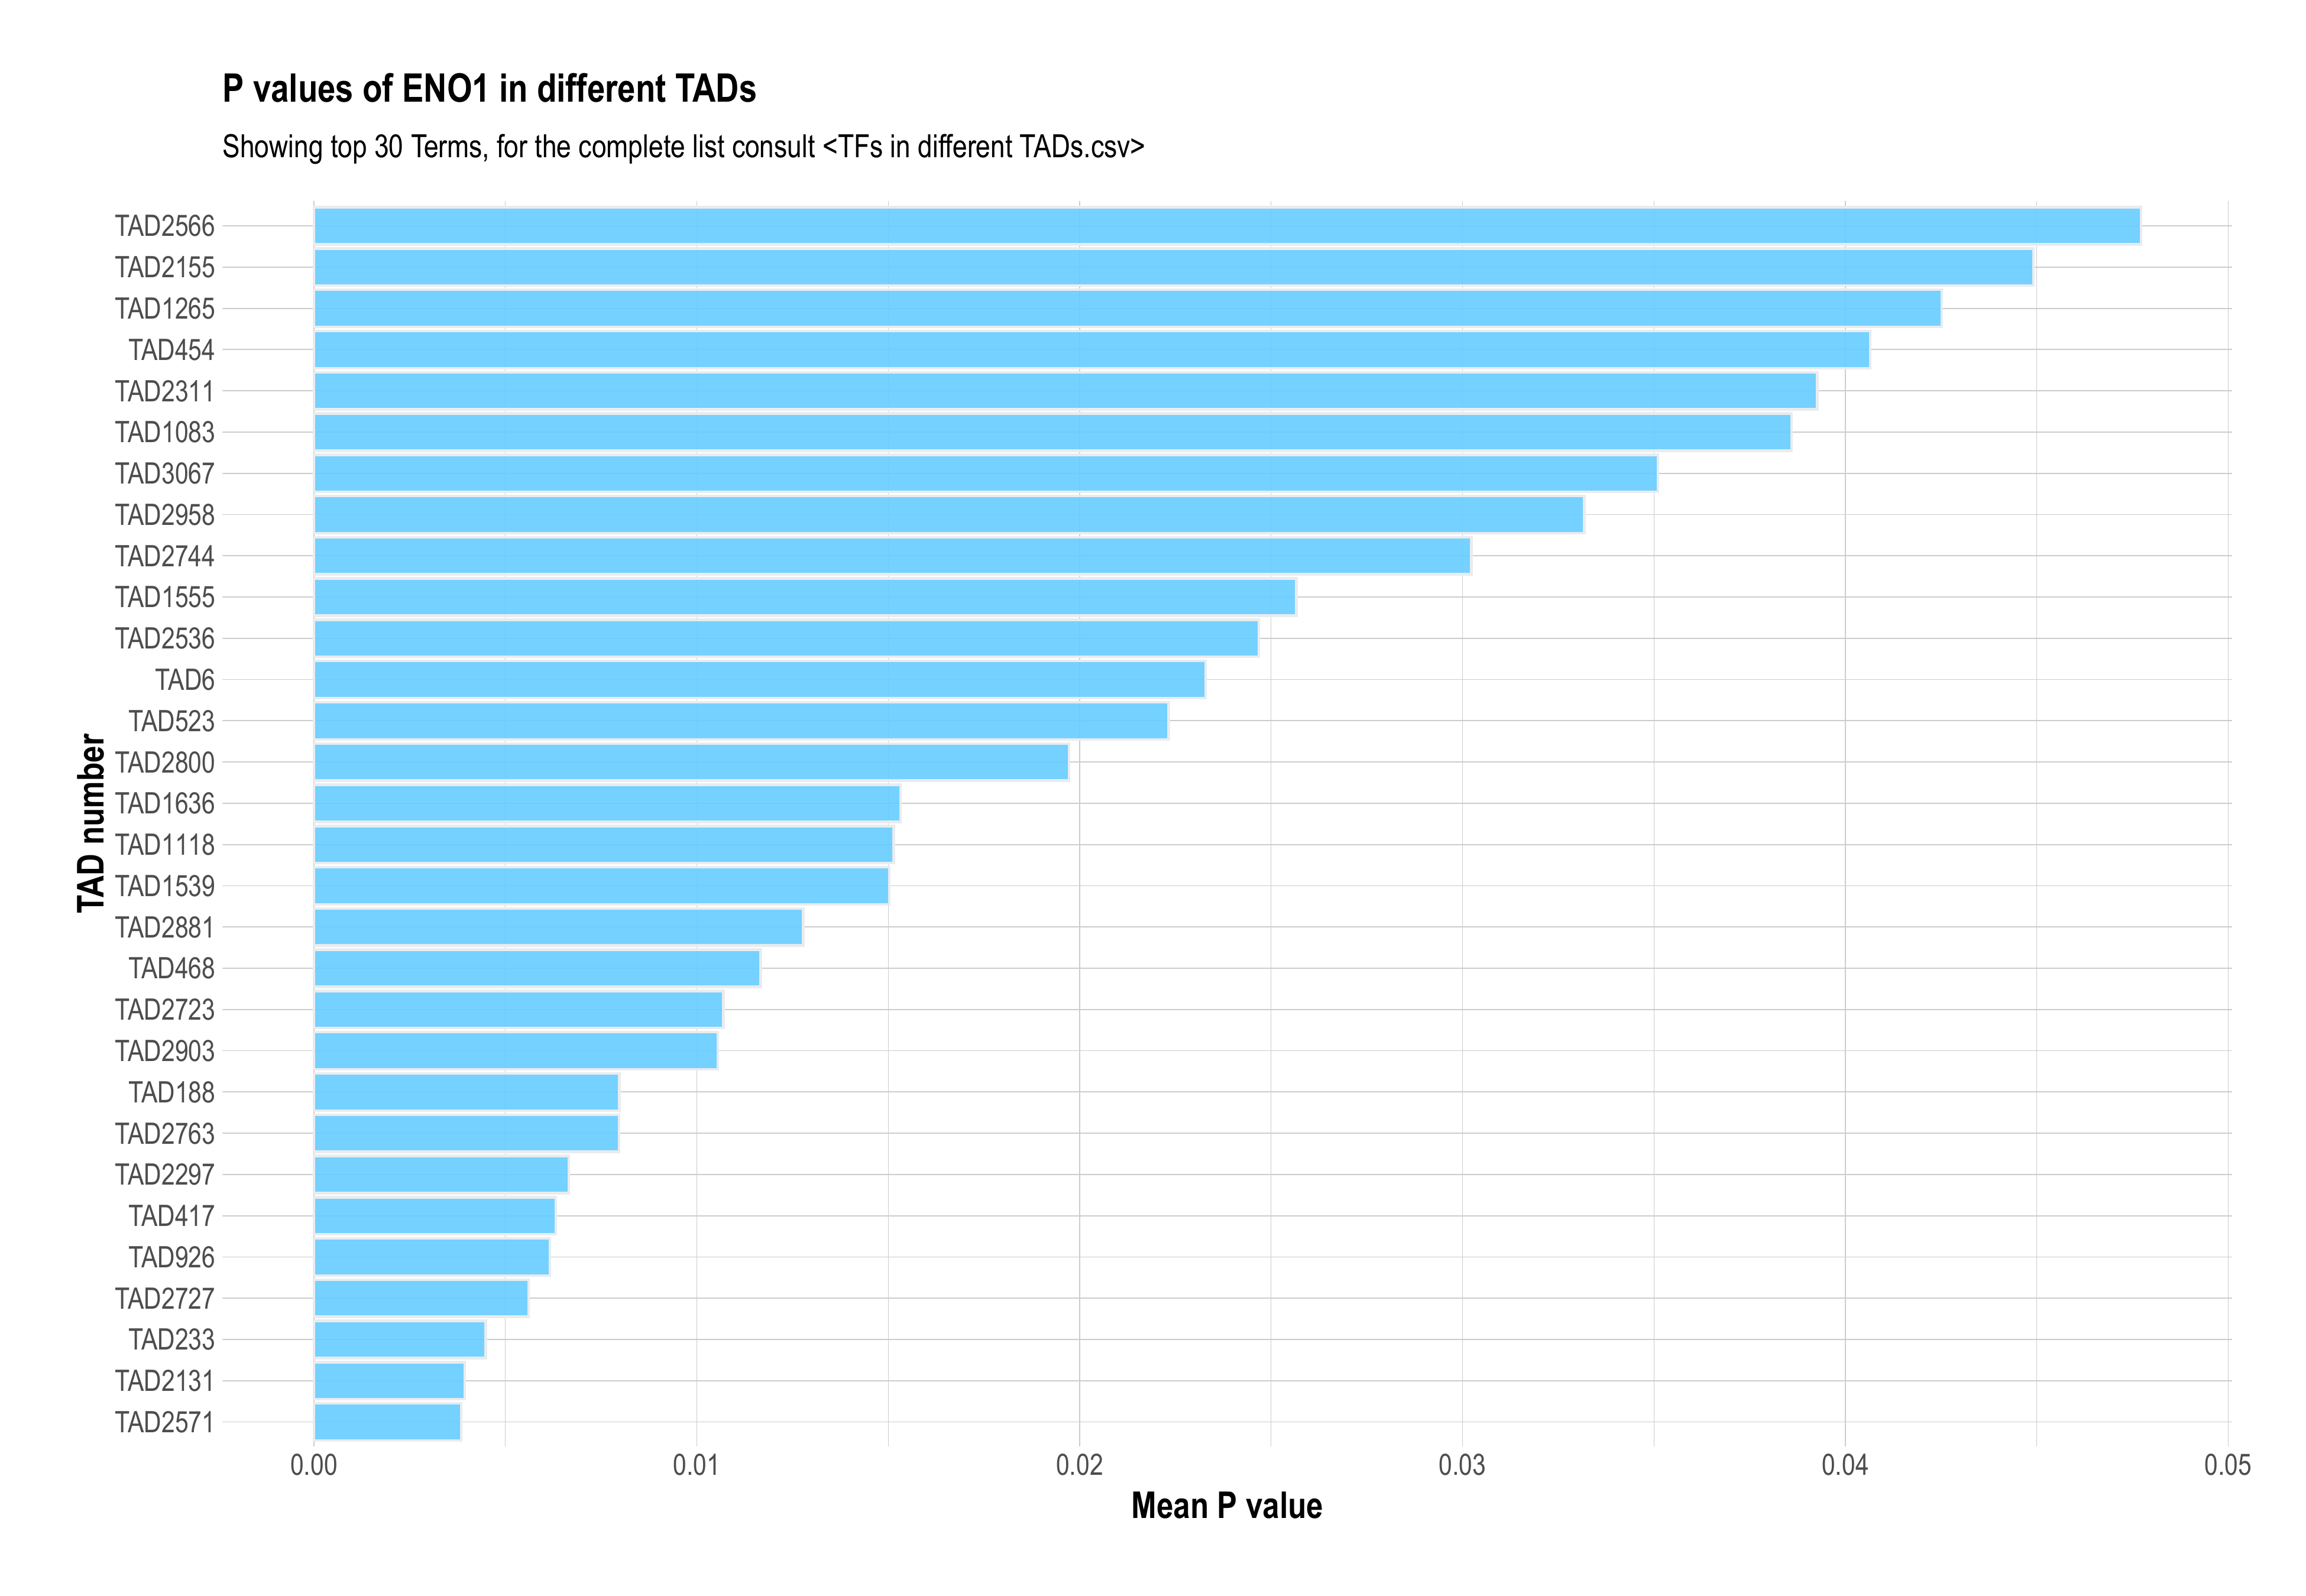 P values of ENO1 in different TADs
Showing top 30 Terms, for the complete list consult <TFs in different TADs.csv>
TAD number
TAD2566
TAD2155
TAD1265
TAD454
TAD2311
TAD1083
TAD3067
TAD2958
TAD2744
TAD1555
TAD2536
TAD6
TAD523
TAD2800
TAD1636
TAD1118
TAD1539
TAD2881
TAD468
TAD2723
TAD2903
TAD188
TAD2763
TAD2297
TAD417
TAD926
TAD2727
TAD233
TAD2131
TAD2571
0.00 0.01 0.02 0.03 0.04 0.05
Mean P value